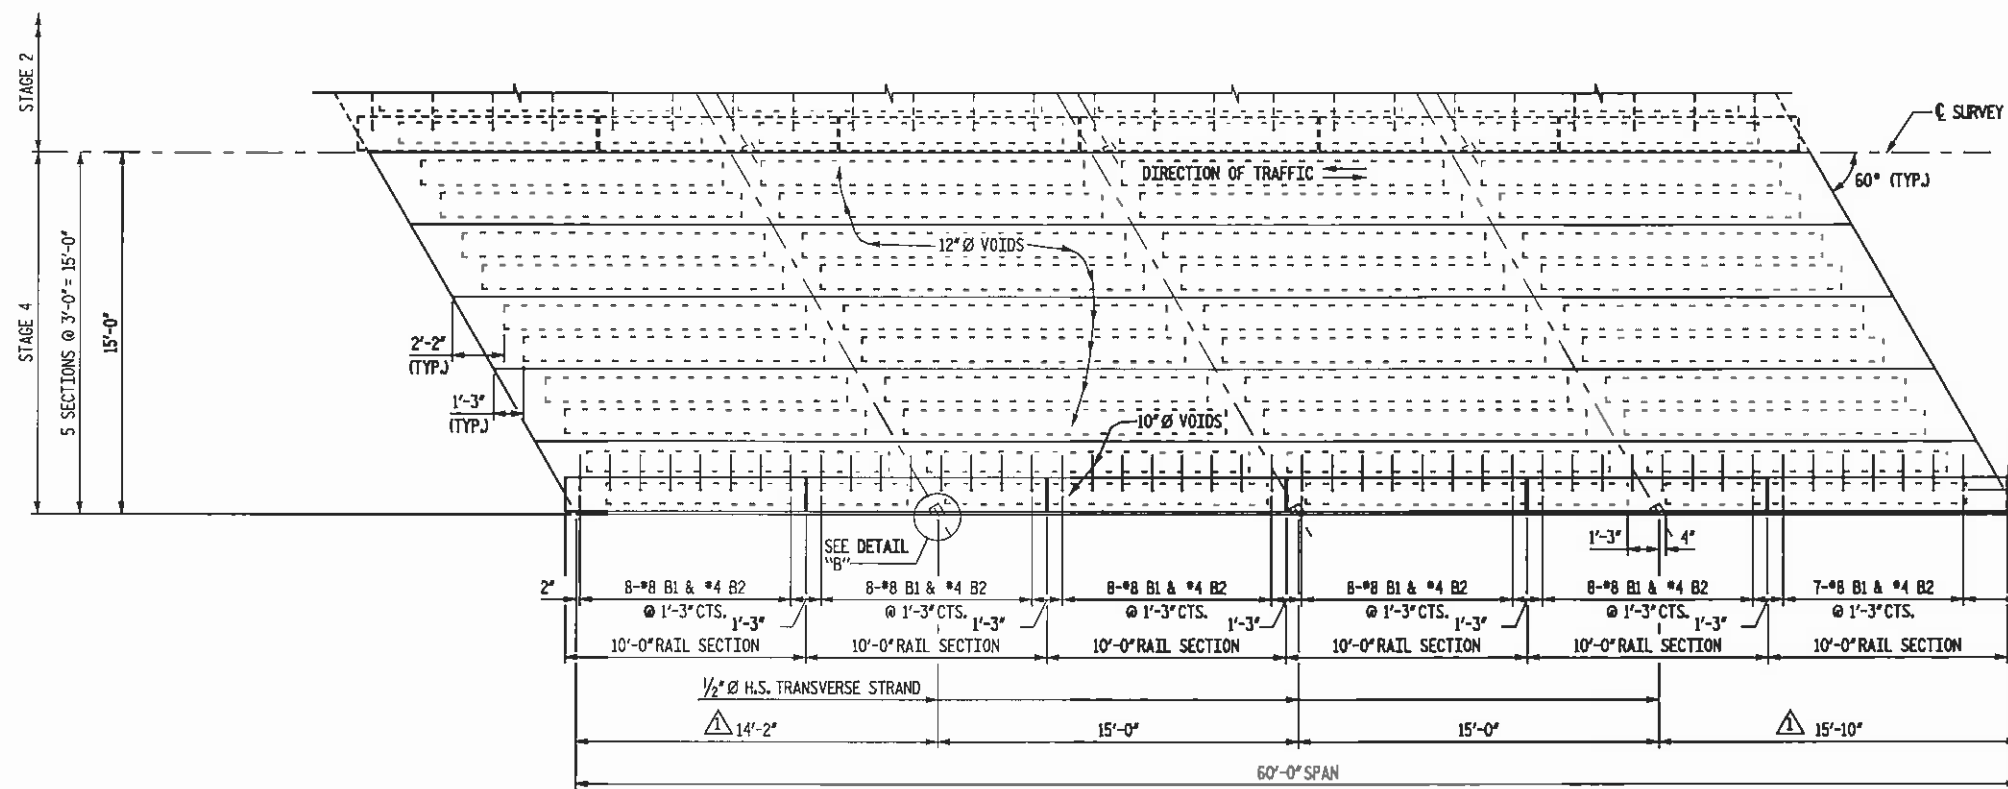 STAGE 2
STAGE 4
5 SECTIONS @ 3'-0" = 15'-0"
15'-0"
℄ SURVEY
60° (TYP.)
DIRECTION OF TRAFFIC
12" Ø VOIDS
2'-2"
(TYP.)
1'-3"
(TYP.)
10" Ø VOIDS
SEE DETAIL
"B"
1'-3" 4"
2" 8-#8 B1 & #4 B2 8-#8 B1 & #4 B2 8-#8 B1 & #4 B2 8-#8 B1 & #4 B2 8-#8 B1 & #4 B2 7-#8 B1 & #4 B2
@ 1'-3" CTS. @ 1'-3" CTS. @ 1'-3" CTS. @ 1'-3" CTS. @ 1'-3" CTS. @ 1'-3" CTS.
1'-3" 1'-3" 1'-3" 1'-3" 1'-3"
10'-0" RAIL SECTION 10'-0" RAIL SECTION 10'-0" RAIL SECTION 10'-0" RAIL SECTION 10'-0" RAIL SECTION 10'-0" RAIL SECTION
1/2" Ø H.S. TRANSVERSE STRAND
1 14'-2" 15'-0" 15'-0" 1 15'-10"
60'-0" SPAN